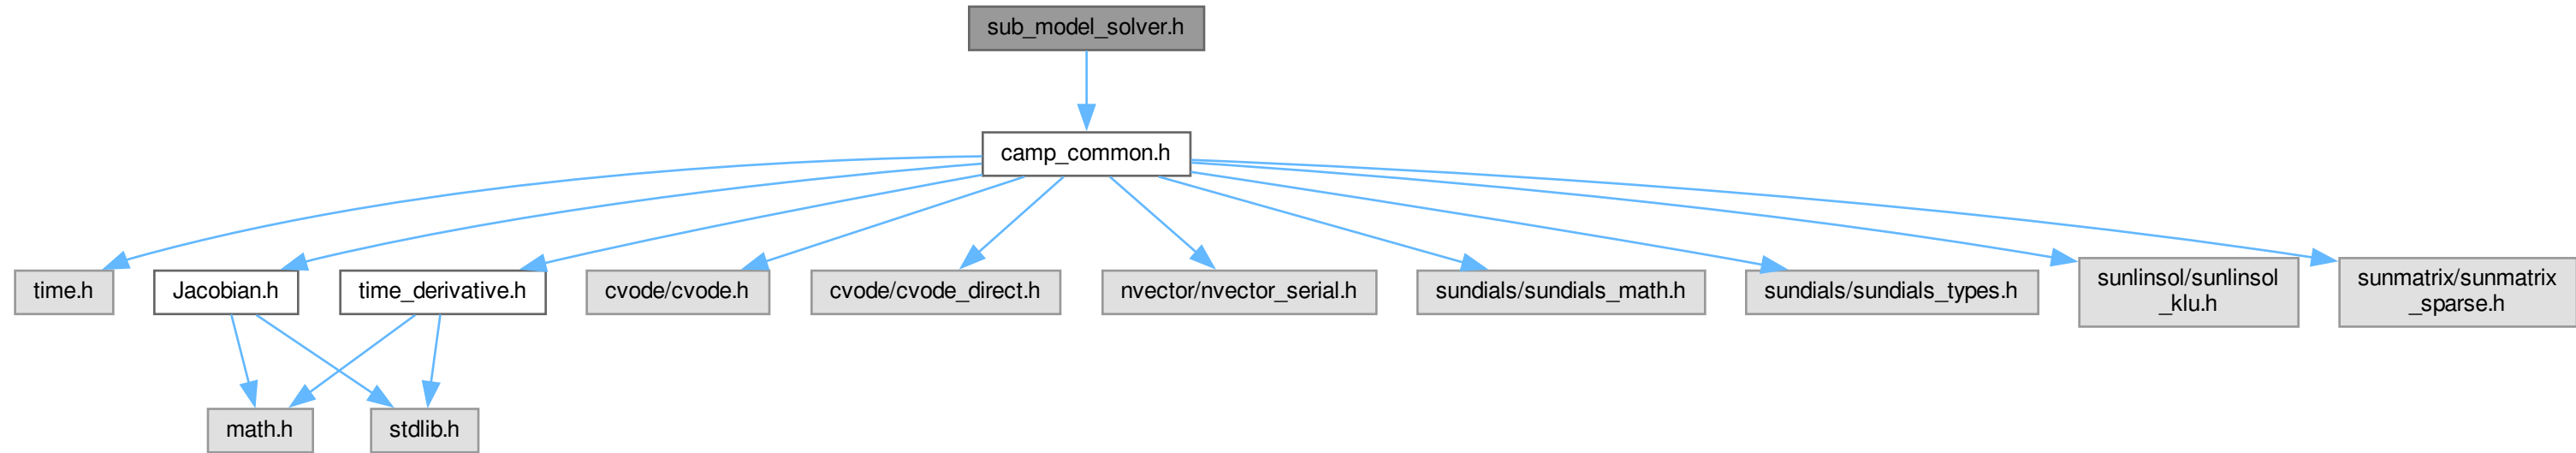 sub_model_solver.h
camp_common.h
time.h
Jacobian.h
time_derivative.h
cvode/cvode.h
cvode/cvode_direct.h
nvector/nvector_serial.h
sundials/sundials_math.h
sundials/sundials_types.h
sunlinsol/sunlinsol
_klu.h
sunmatrix/sunmatrix
_sparse.h
math.h
stdlib.h